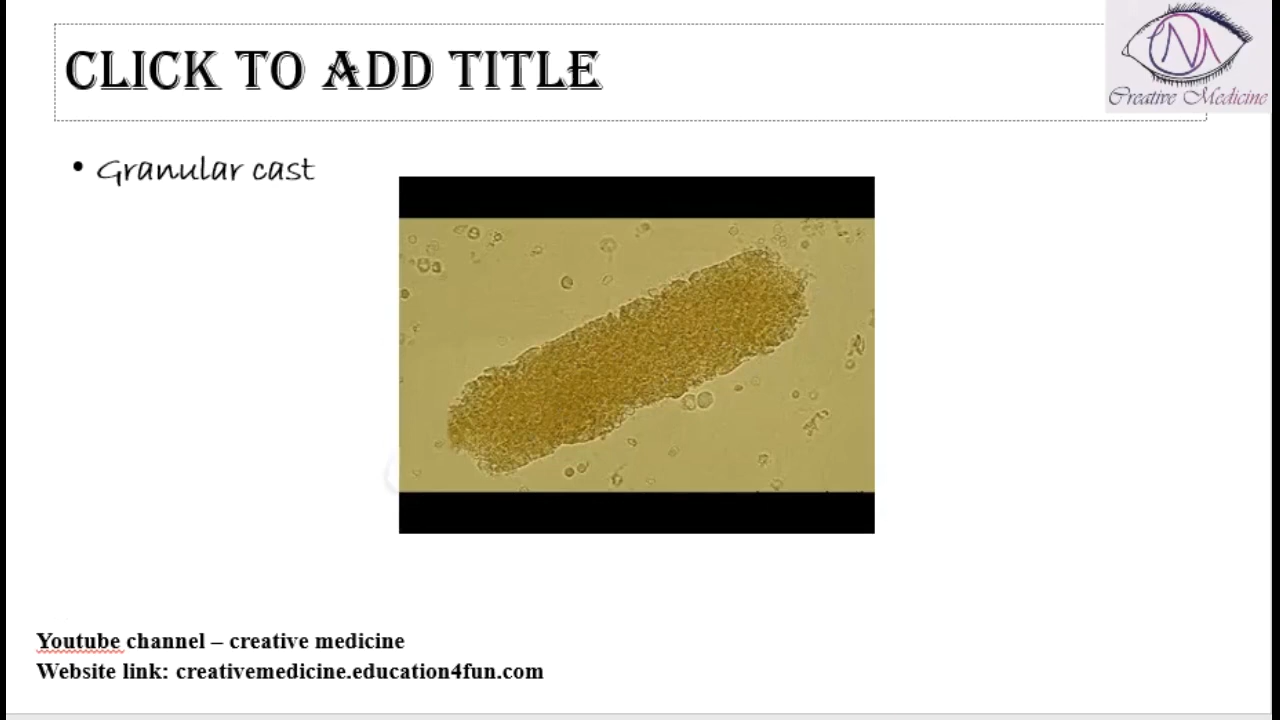 CLICK TO ADD TITLE
Creative Medicine
• Granular cast
Youtube channel – creative medicine
Website link: creativemedicine.education4fun.com